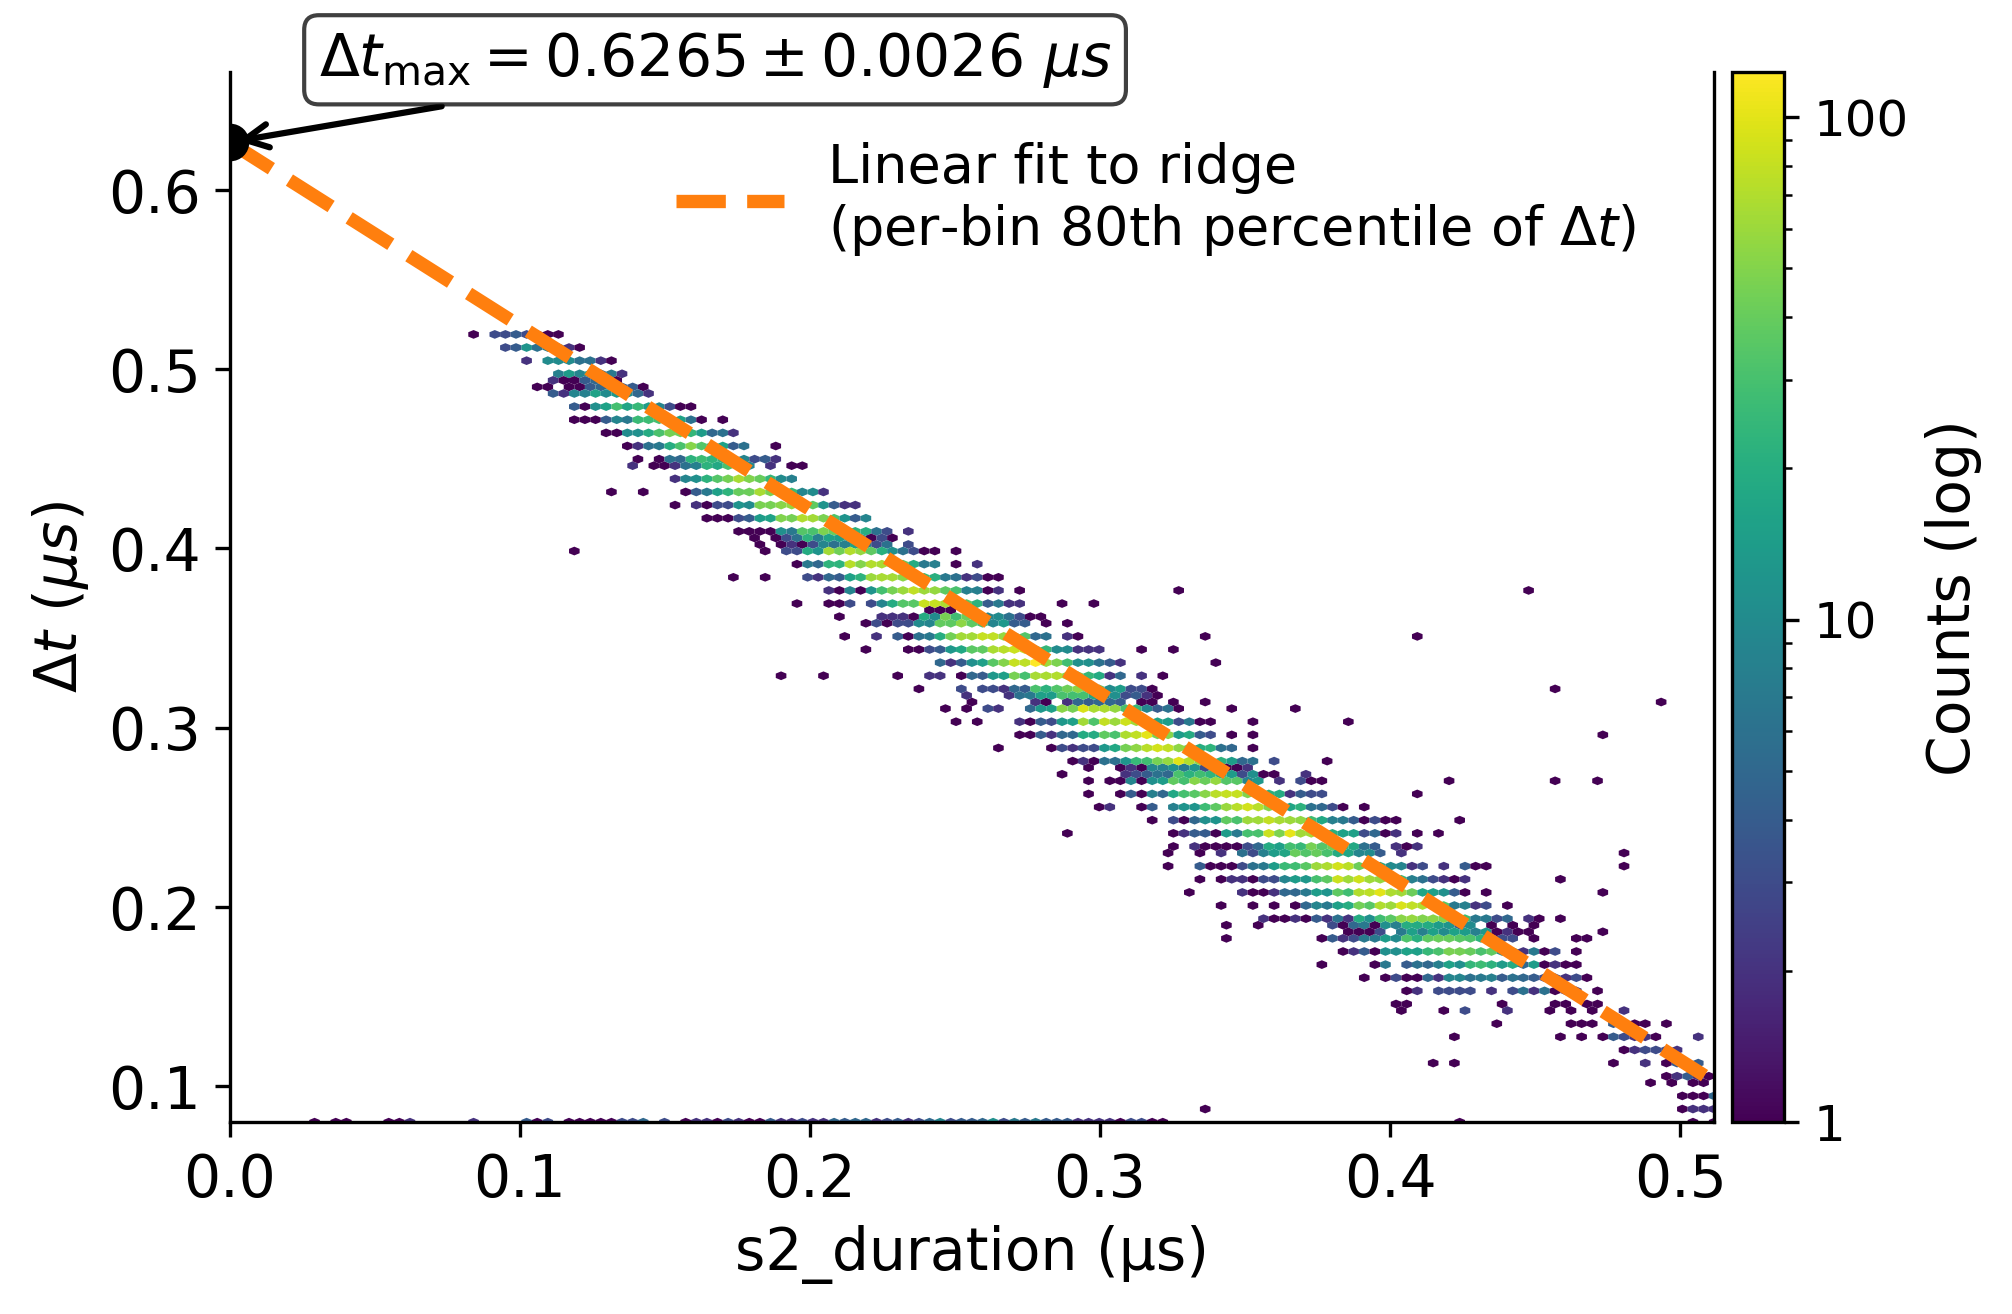 Δt_max = 0.6265 ± 0.0026 μs
Linear fit to ridge
(per-bin 80th percentile of Δt)
0.6
0.5
0.4
0.3
0.2
0.1
Δt (μs)
0.0 0.1 0.2 0.3 0.4 0.5
s2_duration (μs)
100
10
1
Counts (log)